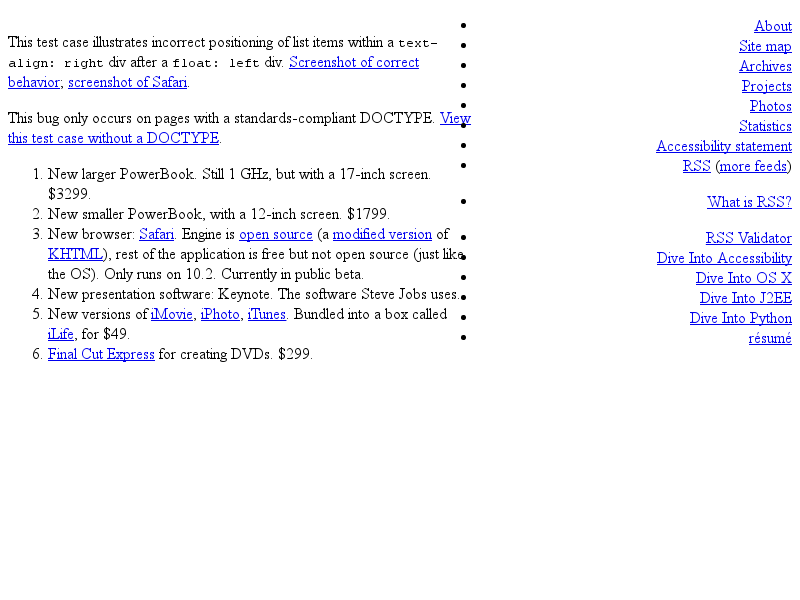 This test case illustrates incorrect positioning of list items within a text-
align: right div after a float: left div. Screenshot of correct
behavior; screenshot of Safari.
This bug only occurs on pages with a standards-compliant DOCTYPE. View
this test case without a DOCTYPE.
1. New larger PowerBook. Still 1 GHz, but with a 17-inch screen.
$3299.
2. New smaller PowerBook, with a 12-inch screen. $1799.
3. New browser: Safari. Engine is open source (a modified version of
KHTML), rest of the application is free but not open source (just like
the OS). Only runs on 10.2. Currently in public beta.
4. New presentation software: Keynote. The software Steve Jobs uses.
5. New versions of iMovie, iPhoto, iTunes. Bundled into a box called
iLife, for $49.
6. Final Cut Express for creating DVDs. $299.
About
Site map
Archives
Projects
Photos
Statistics
Accessibility statement
RSS (more feeds)
What is RSS?
RSS Validator
Dive Into Accessibility
Dive Into OS X
Dive Into J2EE
Dive Into Python
résumé